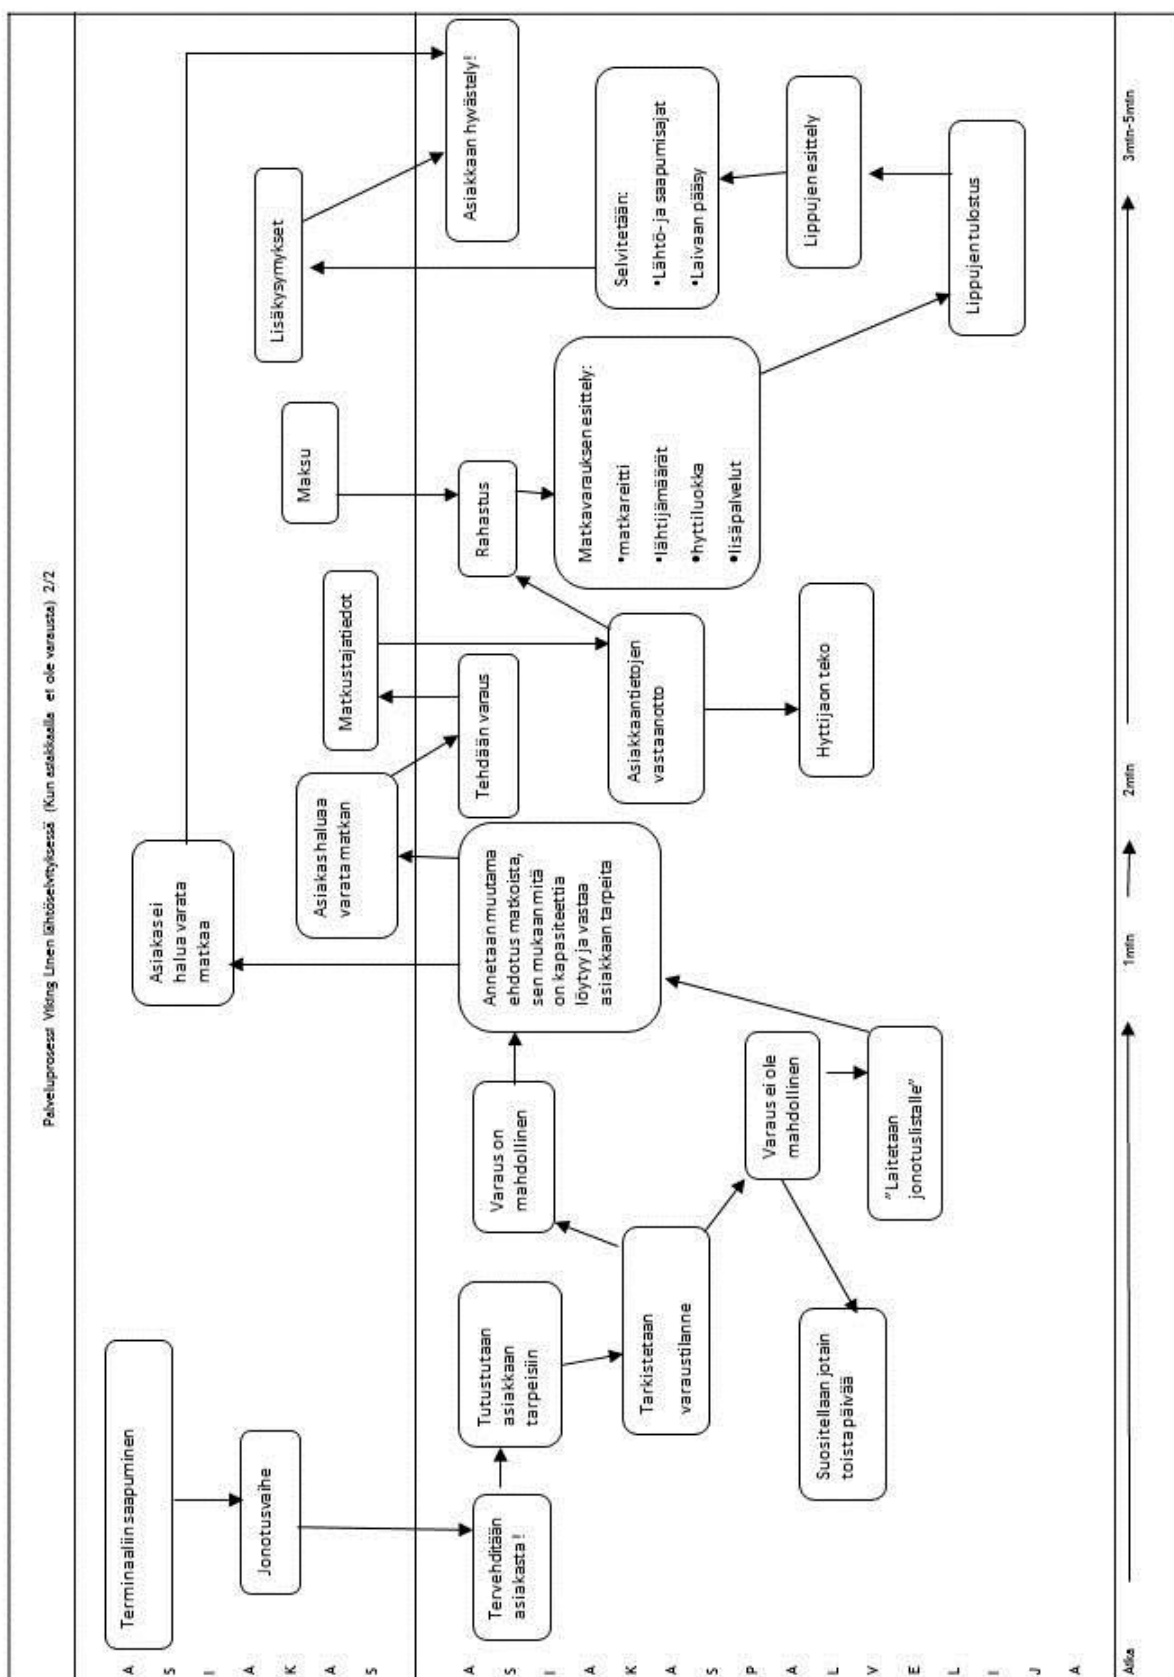 Palveluprosessi Viking Linen lähtöselvityksessä (Kun asiakkaalla ei ole varausta) 2/2
A
S
I
A
K
A
S
Terminaaliin saapuminen
Jonotusvaihe
Asiakas ei
halua varata
matkaa
Asiakas haluaa
varata matkan
Matkustajatiedot
Maksu
Lisäkysymykset
A
S
I
A
K
A
S
P
A
L
V
E
L
I
J
A
Tervehditään
asiakasta!
Tutustutaan
asiakkaan
tarpeisiin
Tarkistetaan
varaustilanne
Varaus on
mahdollinen
Varaus ei ole
mahdollinen
Suositellaan jotain
toista päivää
"Laitetaan
jonotuslistalle"
Annetaan muutama
ehdotus matkoista,
sen mukaan mitä
on kapasiteettia
löytyy ja vastaa
asiakkaan tarpeita
Tehdään varaus
Asiakkaantietojen
vastaanotto
Hyttijaon teko
Rahastus
Matkavarauksen esittely:
•matkareitti
•lähtijämäärät
•hyttiluokka
•lisäpalvelut
Lippujen tulostus
Lippujen esittely
Selvitetään:
•Lähtö- ja saapumisajat
•Laivaan pääsy
Asiakkaan hyvästely!
Aika
1min
2min
3min-5min